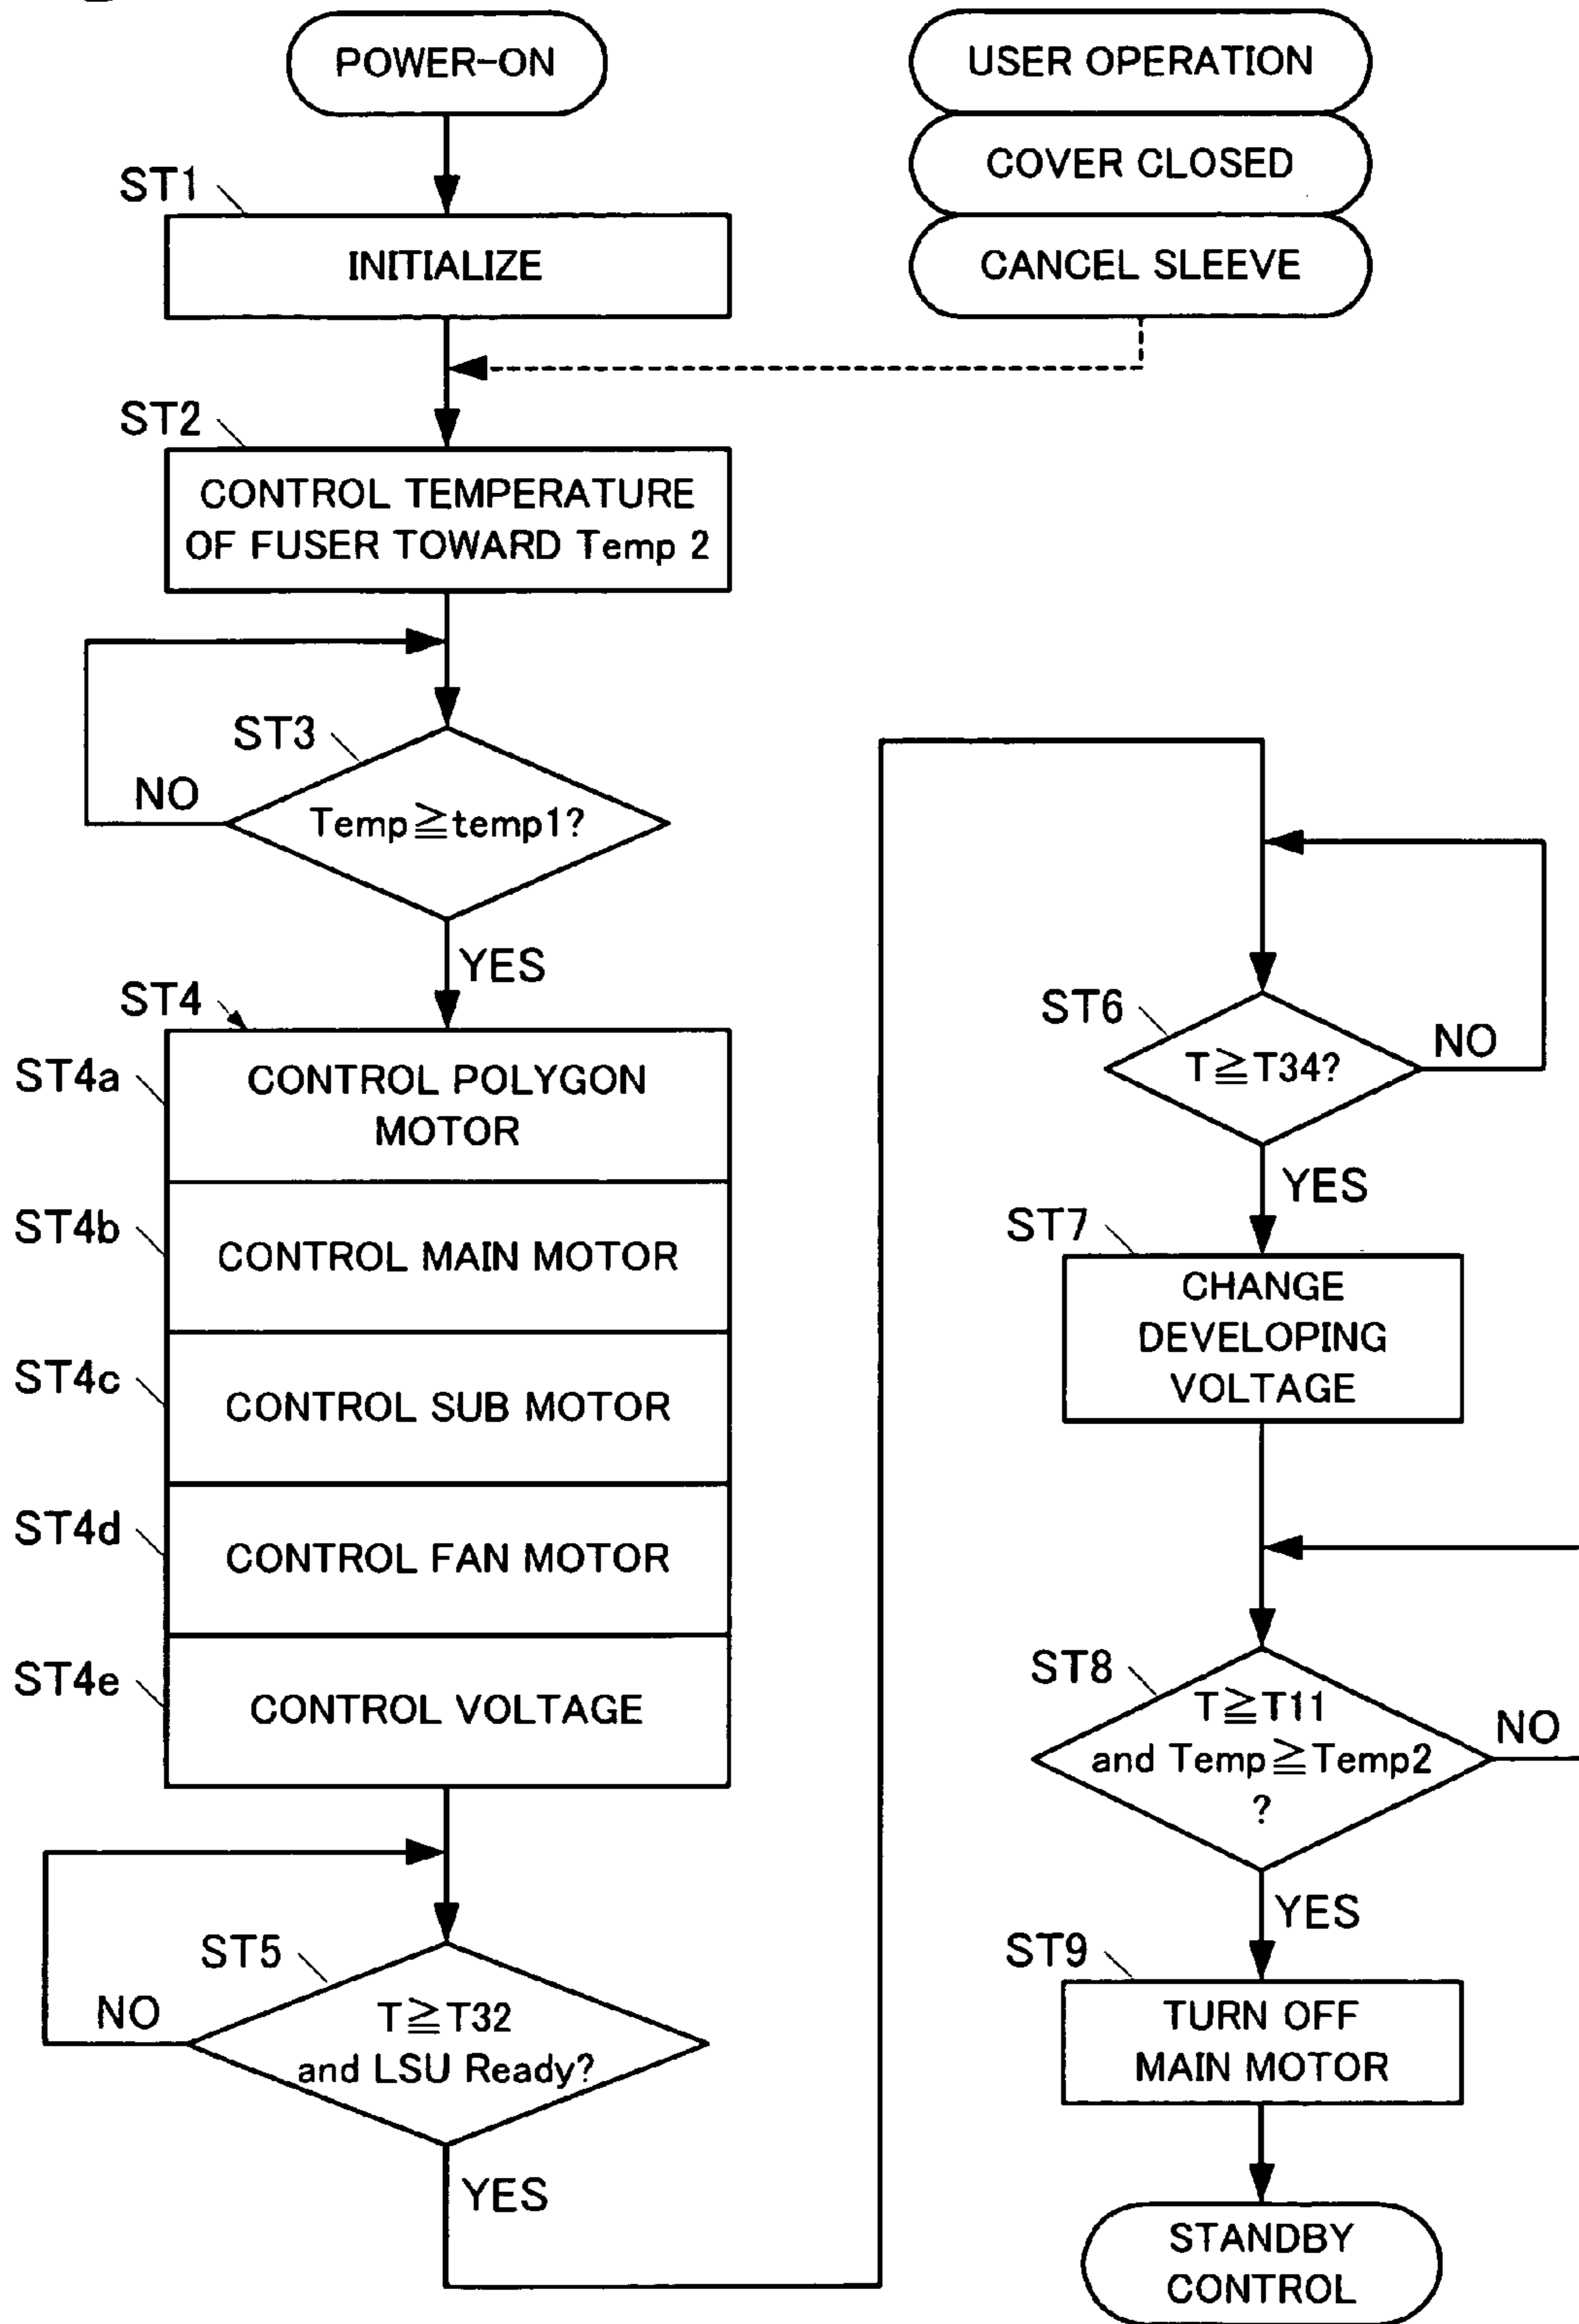 POWER-ON
USER OPERATION
COVER CLOSED
CANCEL SLEEVE
ST1
INITIALIZE
ST2
CONTROL TEMPERATURE
OF FUSER TOWARD Temp 2
ST3
NO
Temp≧temp1?
YES
ST4
ST4a
CONTROL POLYGON
MOTOR
ST4b
CONTROL MAIN MOTOR
ST4c
CONTROL SUB MOTOR
ST4d
CONTROL FAN MOTOR
ST4e
CONTROL VOLTAGE
ST5
NO
T≧T32
and LSU Ready?
YES
ST6
T≧T34?
NO
YES
ST7
CHANGE
DEVELOPING
VOLTAGE
ST8
T≧T11
and Temp≧Temp2
?
NO
YES
ST9
TURN OFF
MAIN MOTOR
STANDBY
CONTROL